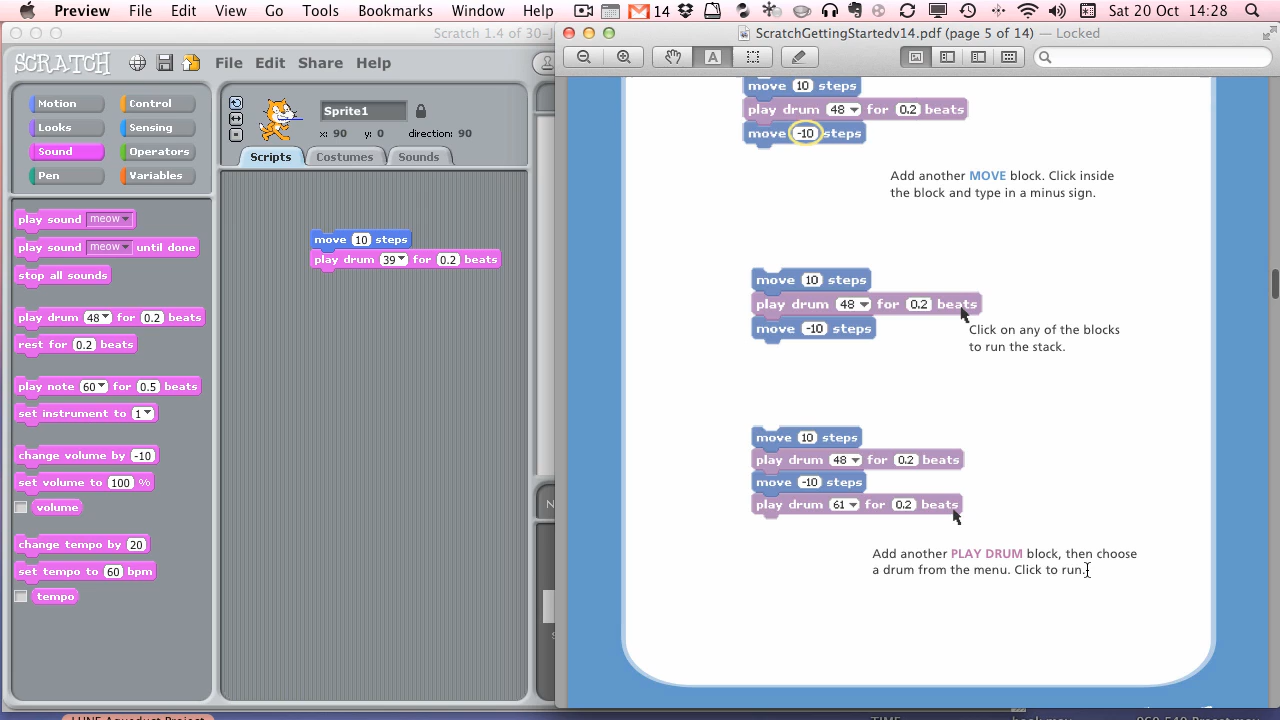 Preview File Edit View Go Tools Bookmarks Window Help 14 Sat 20 Oct 14:28
Scratch 1.4 of 30-J
SCRATCH
File Edit Share Help
Motion Control
Looks Sensing
Sound Operators
Pen Variables
Sprite1
x: 90 y: 0 direction: 90
Scripts Costumes Sounds
play sound meow
play sound meow until done
stop all sounds
play drum 48 for 0.2 beats
rest for 0.2 beats
play note 60 for 0.5 beats
set instrument to 1
change volume by -10
set volume to 100 %
volume
change tempo by 20
set tempo to 60 bpm
tempo
move 10 steps
play drum 39 for 0.2 beats
ScratchGettingStartedv14.pdf (page 5 of 14) — Locked
move 10 steps
play drum 48 for 0.2 beats
move -10 steps
Add another MOVE block. Click inside
the block and type in a minus sign.
move 10 steps
play drum 48 for 0.2 beats
move -10 steps
Click on any of the blocks
to run the stack.
move 10 steps
play drum 48 for 0.2 beats
move -10 steps
play drum 61 for 0.2 beats
Add another PLAY DRUM block, then choose
a drum from the menu. Click to run.